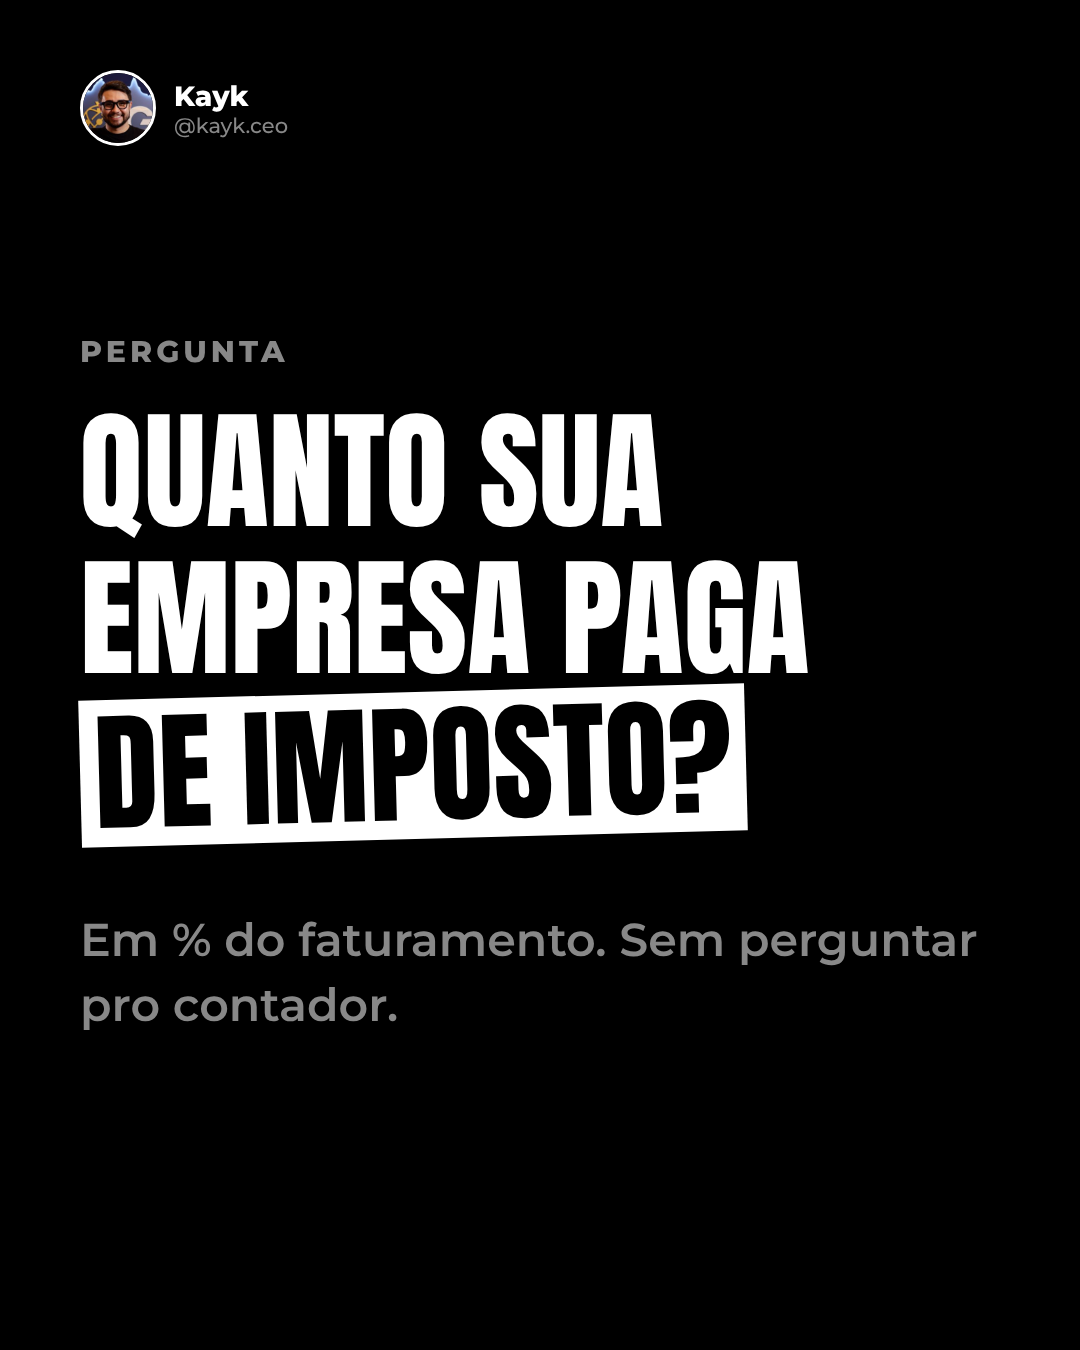 Kayk
@kayk.ceo
PERGUNTA
QUANTO SUA
EMPRESA PAGA
DE IMPOSTO?
Em % do faturamento. Sem perguntar
pro contador.